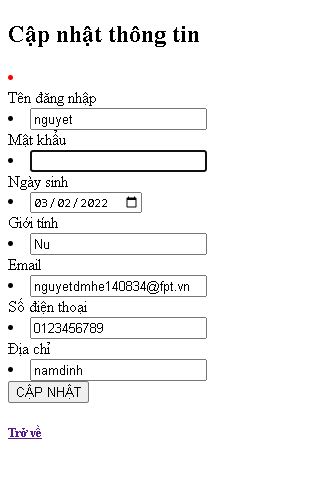 Cập nhật thông tin
Tên đăng nhập
nguyet
Mật khẩu
Ngày sinh
03/02/2022
Giới tính
Nu
Email
nguyetdmhe140834@fpt.vn
Số điện thoại
0123456789
Địa chỉ
namdinh
CẬP NHẬT
Trở về